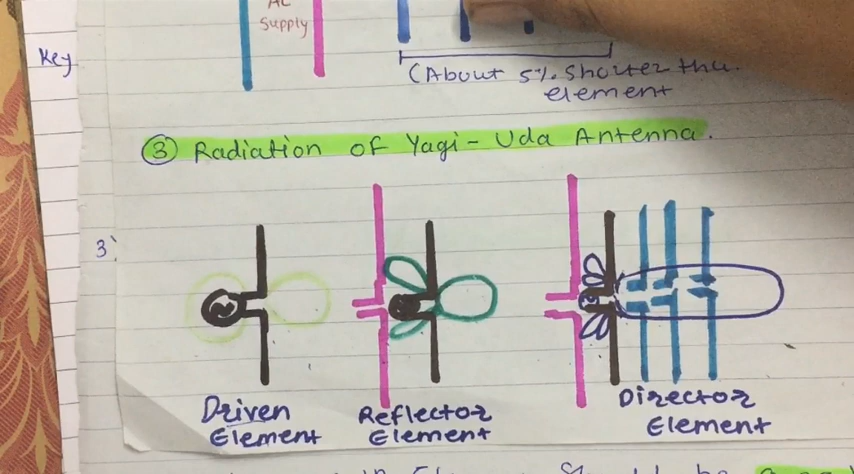 AC
Supply
Key
(About 5% Shorter the
element
③ Radiation of Yagi-Uda Antenna.
3
Driven
Element
Reflector
Element
Director
Element